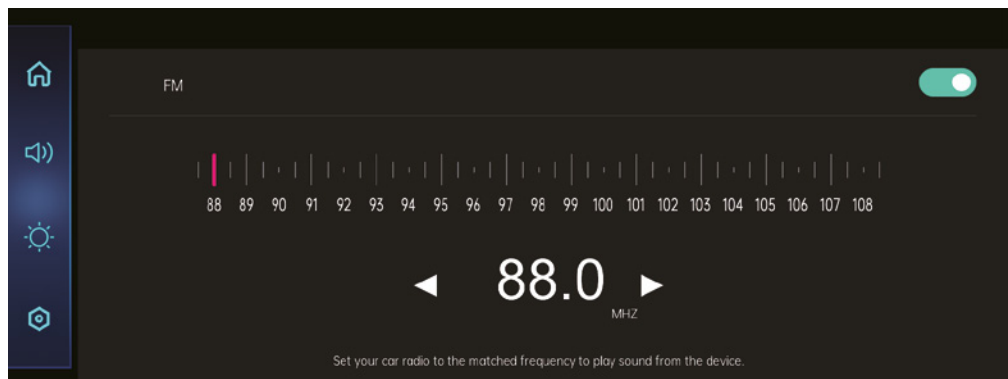 FM
88 89 90 91 92 93 94 95 96 97 98 99 100 101 102 103 104 105 106 107 108
88.0
MHZ
Set your car radio to the matched frequency to play sound from the device.